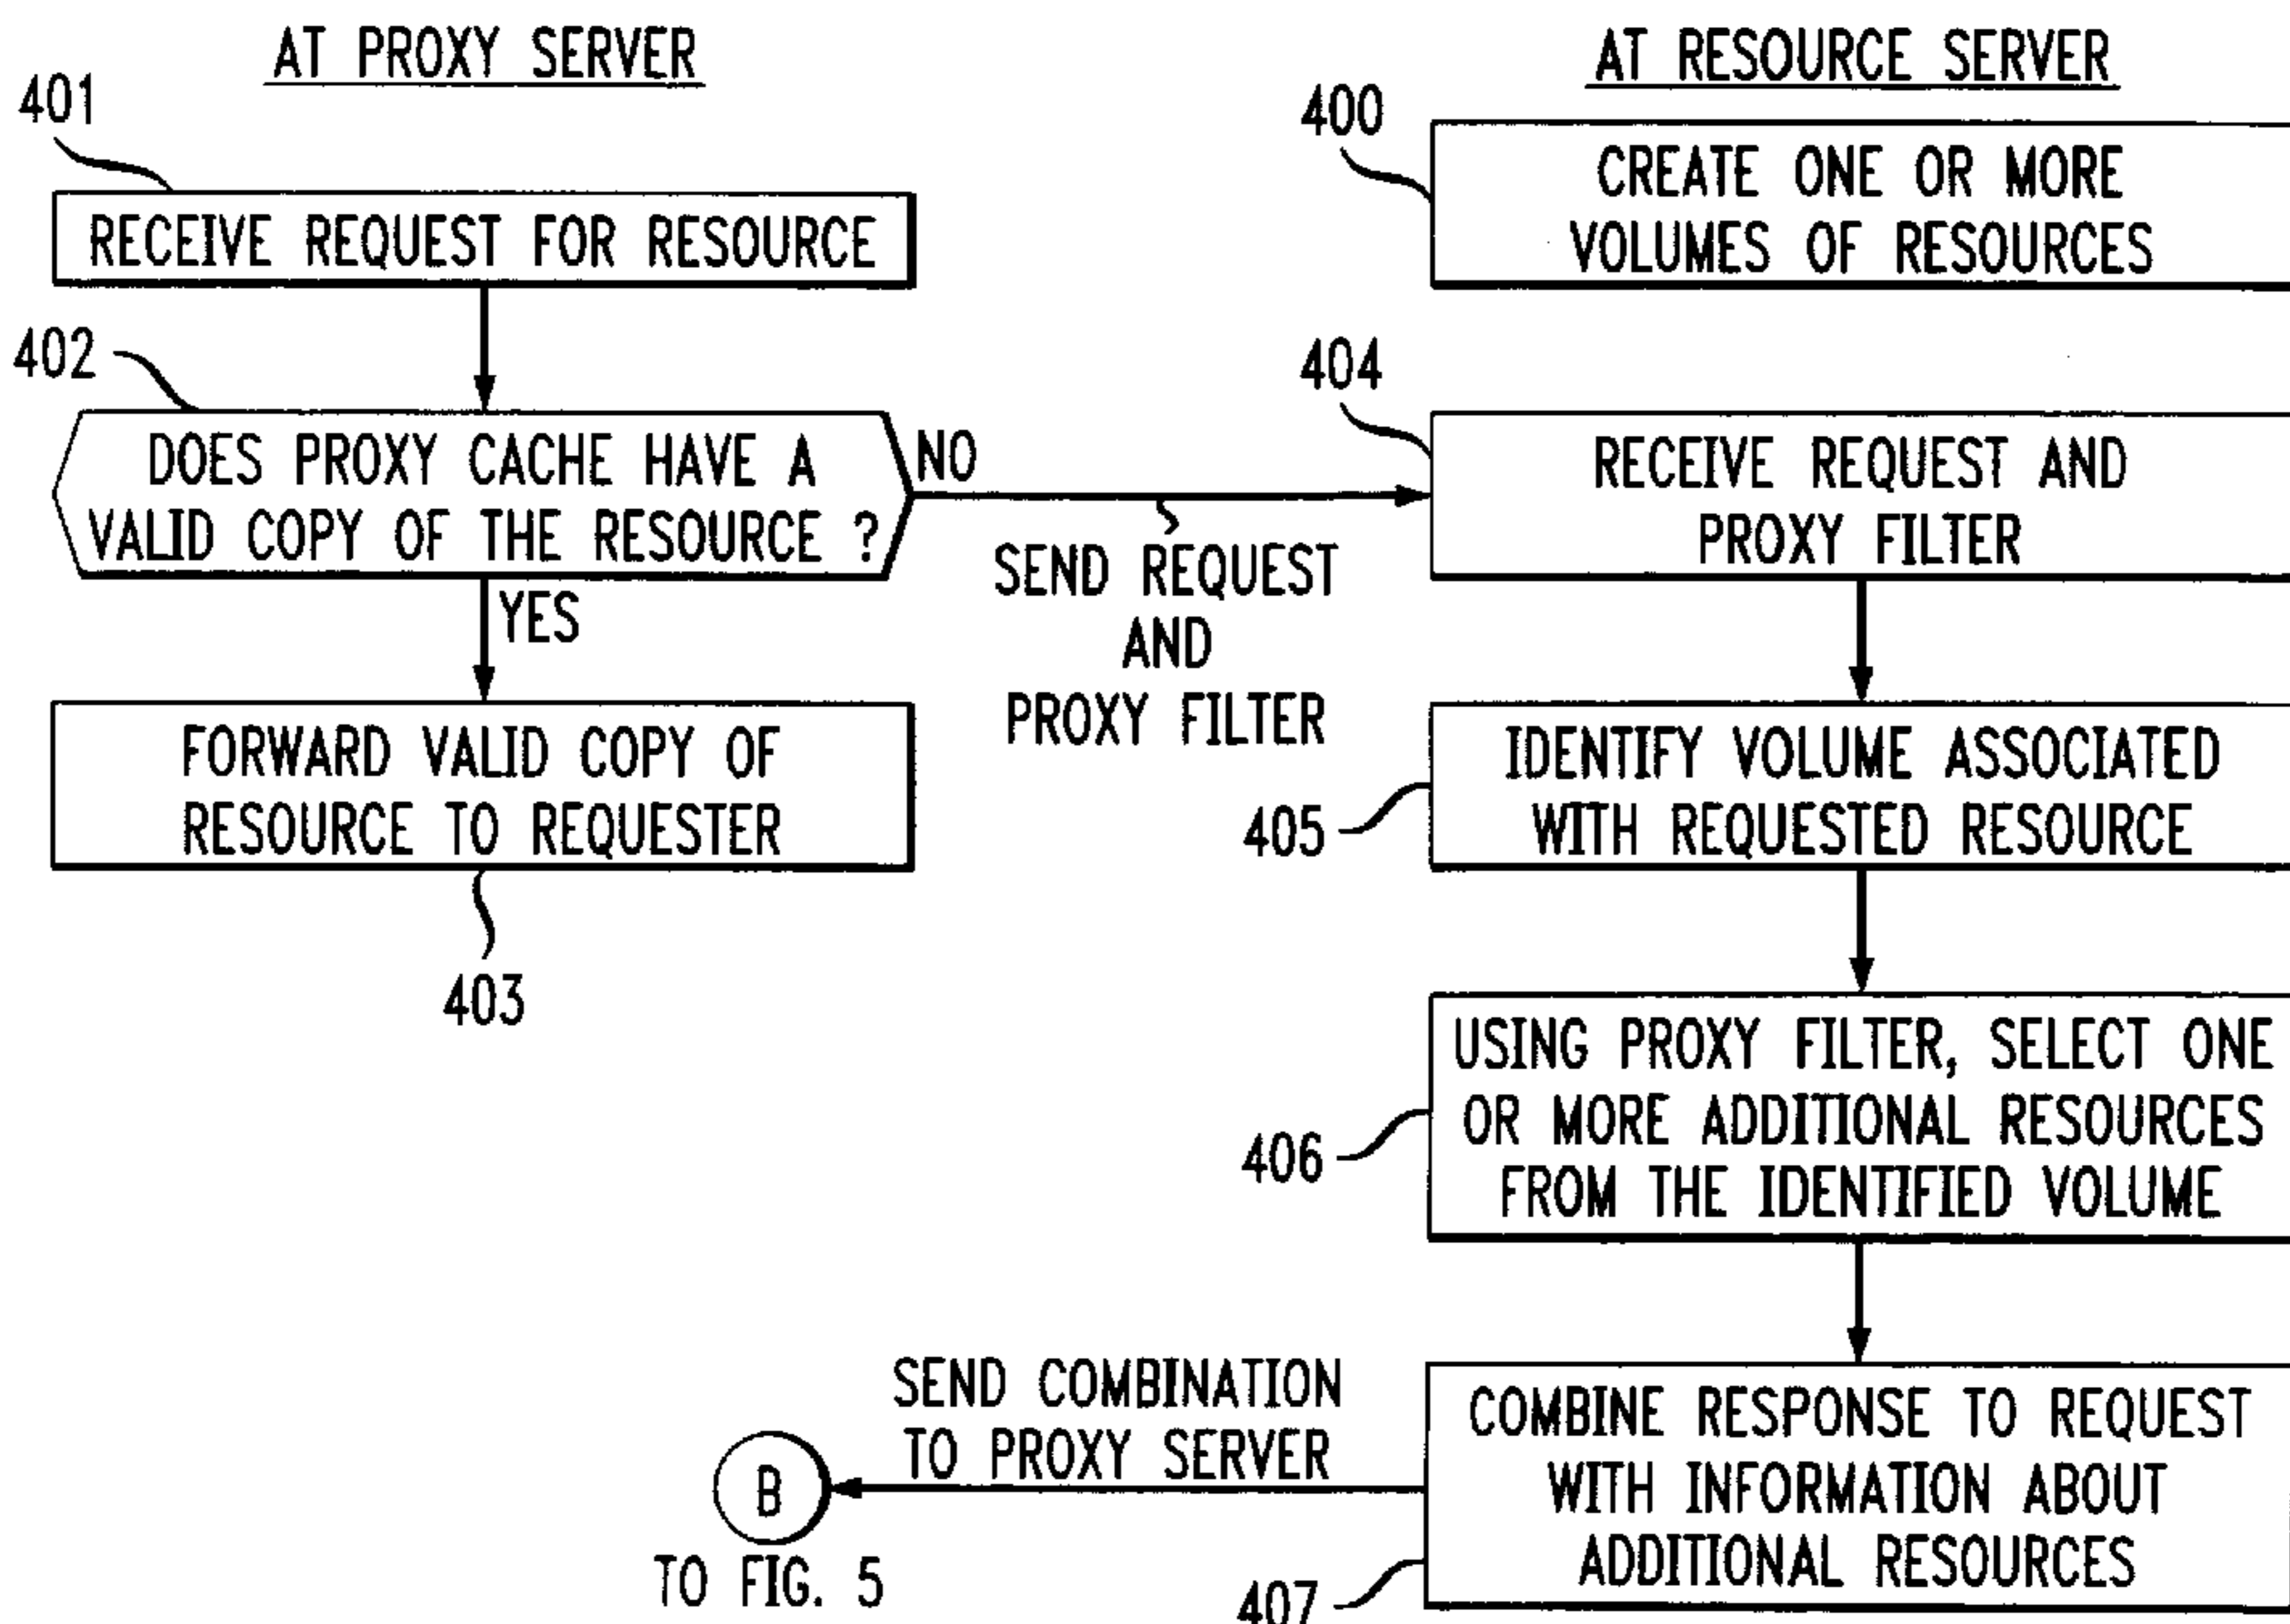 AT PROXY SERVER
401
RECEIVE REQUEST FOR RESOURCE
402
DOES PROXY CACHE HAVE A
VALID COPY OF THE RESOURCE ?
NO
YES
SEND REQUEST
AND
PROXY FILTER
FORWARD VALID COPY OF
RESOURCE TO REQUESTER
403
AT RESOURCE SERVER
400
CREATE ONE OR MORE
VOLUMES OF RESOURCES
404
RECEIVE REQUEST AND
PROXY FILTER
IDENTIFY VOLUME ASSOCIATED
WITH REQUESTED RESOURCE
405
USING PROXY FILTER, SELECT ONE
OR MORE ADDITIONAL RESOURCES
FROM THE IDENTIFIED VOLUME
406
COMBINE RESPONSE TO REQUEST
WITH INFORMATION ABOUT
ADDITIONAL RESOURCES
407
SEND COMBINATION
TO PROXY SERVER
B
TO FIG. 5